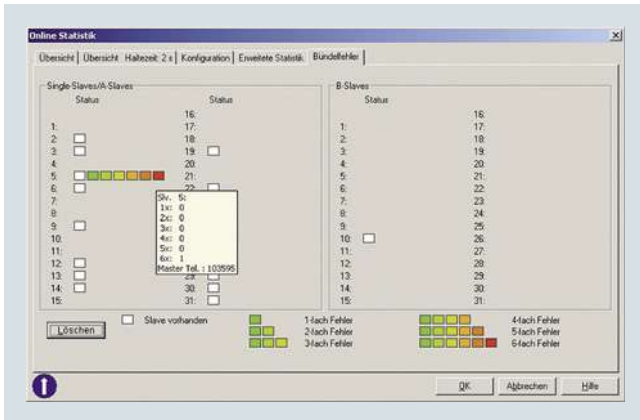 Online Statistik
Übersicht Übersicht Haltezeit: 2 s Konfiguration Erweiterte Statistik Bündelfehler
Single-Slaves/A-Slaves
Status Status
16:
1: 17:
2: 18:
3: 19:
4: 20:
5: 21:
6: 22:
7:
8:
9:
10:
11:
12:
13: 29:
14: 30:
15: 31:
Slv. 5:
1x: 0
2x: 0
3x: 0
4x: 0
5x: 0
6x: 1
Master Tel. : 103595
B-Slaves
Status
16:
1: 17:
2: 18:
3: 19:
4: 20:
5: 21:
6: 22:
7: 23:
8: 24:
9: 25:
10: 26:
11: 27:
12: 28:
13: 29:
14: 30:
15: 31:
Löschen
Slave vorhanden
1-fach Fehler
2-fach Fehler
3-fach Fehler
4-fach Fehler
5-fach Fehler
6-fach Fehler
OK Abbrechen Hilfe